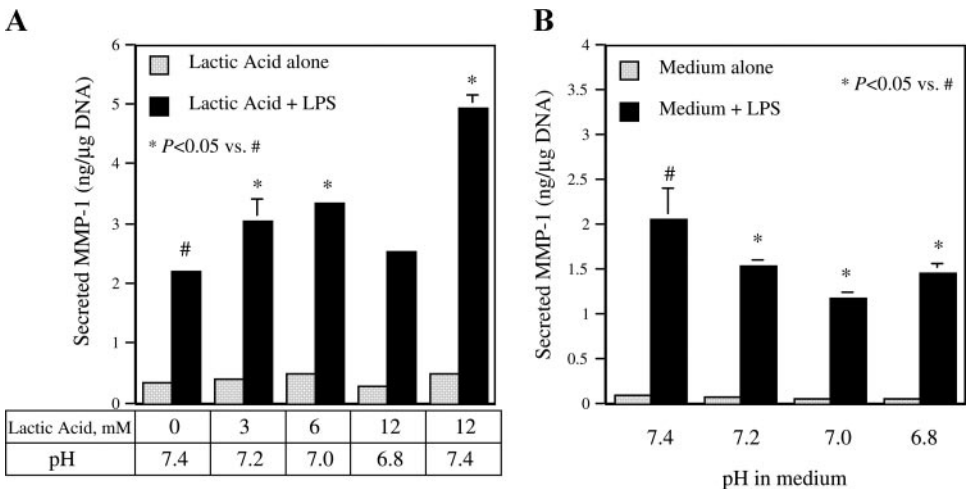 A
Secreted MMP-1 (ng/µg DNA)
6
5
4
3
2
1
0
Lactic Acid alone
Lactic Acid + LPS
* P<0.05 vs. #
#
*
*
*
Lactic Acid, mM 0 3 6 12 12
pH 7.4 7.2 7.0 6.8 7.4
B
Secreted MMP-1 (ng/µg DNA)
4
3.5
3
2.5
2
1.5
1
0.5
0
Medium alone
Medium + LPS
* P<0.05 vs. #
#
*
*
*
7.4 7.2 7.0 6.8
pH in medium